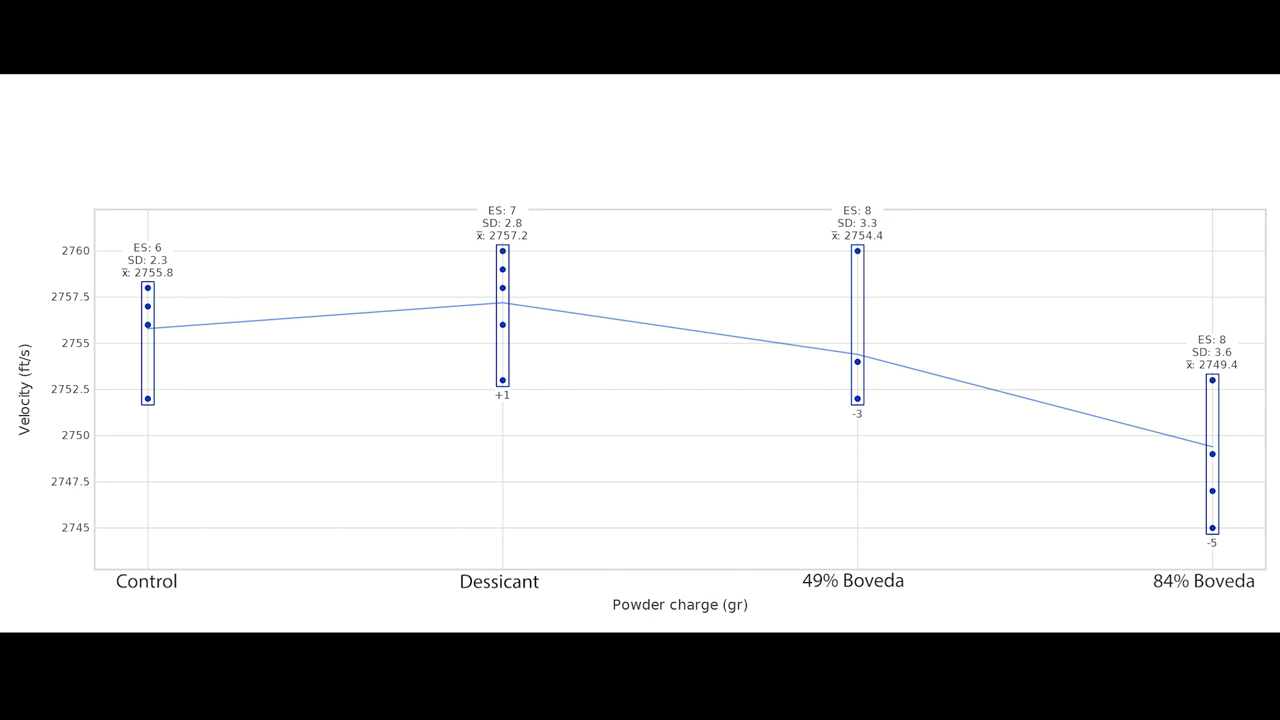 ES: 6
SD: 2.3
x̅: 2755.8
ES: 7
SD: 2.8
x̅: 2757.2
+1
ES: 8
SD: 3.3
x̅: 2754.4
-3
ES: 8
SD: 3.6
x̅: 2749.4
-5
2760
2757.5
2755
2752.5
2750
2747.5
2745
Velocity (ft/s)
Control
Dessicant
49% Boveda
84% Boveda
Powder charge (gr)